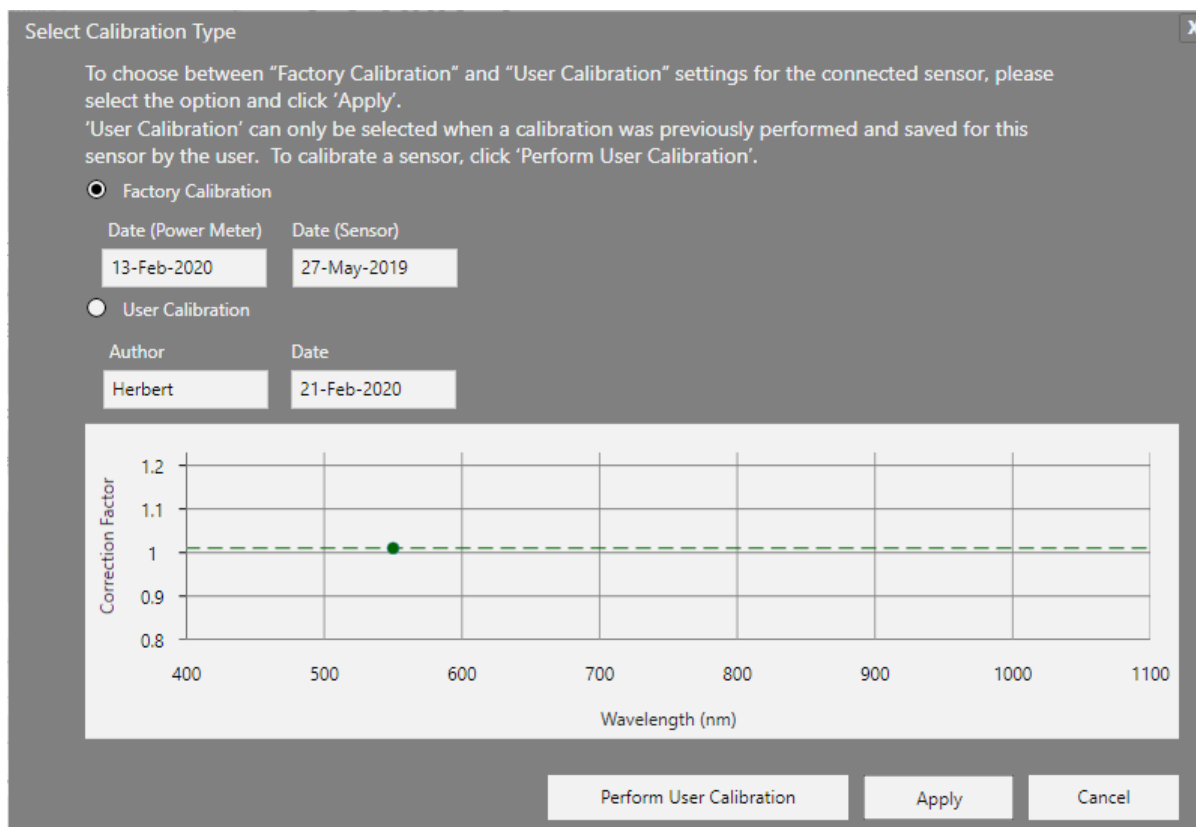 Select Calibration Type
X
To choose between “Factory Calibration” and “User Calibration” settings for the connected sensor, please
select the option and click ‘Apply’.
‘User Calibration’ can only be selected when a calibration was previously performed and saved for this
sensor by the user. To calibrate a sensor, click ‘Perform User Calibration’.
Factory Calibration
Date (Power Meter) Date (Sensor)
13-Feb-2020 27-May-2019
User Calibration
Author Date
Herbert 21-Feb-2020
Correction Factor
1.2
1.1
1
0.9
0.8
400 500 600 700 800 900 1000 1100
Wavelength (nm)
Perform User Calibration Apply Cancel